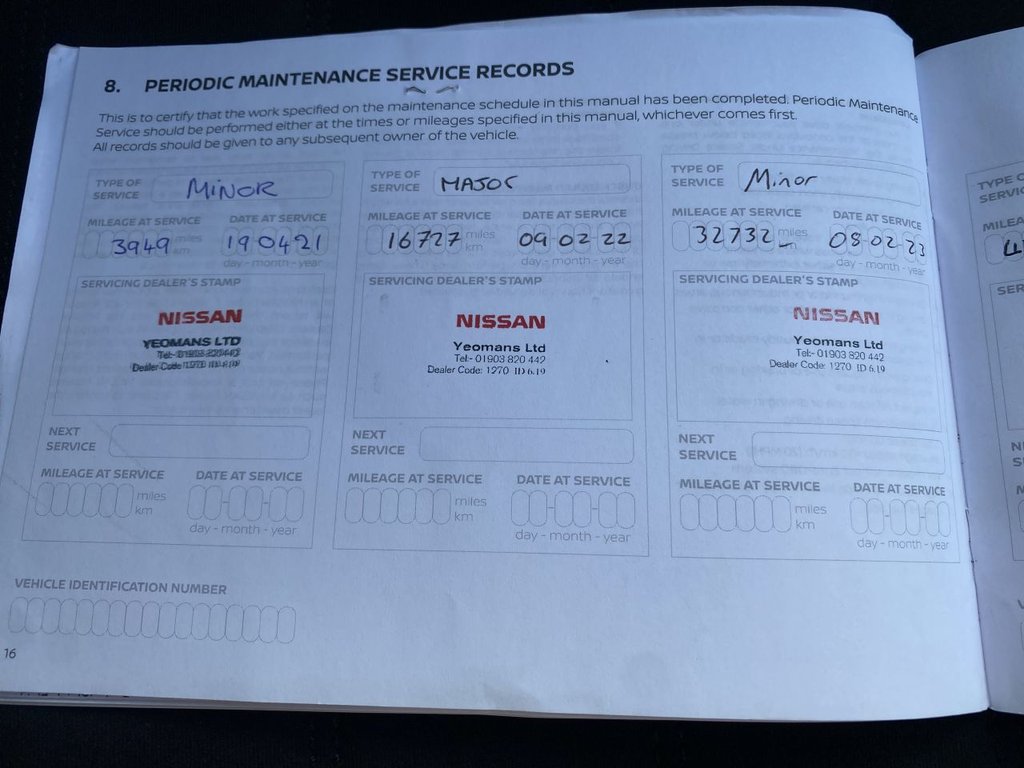 8. PERIODIC MAINTENANCE SERVICE RECORDS
This is to certify that the work specified on the maintenance schedule in this manual has been completed. Periodic Maintenance
Service should be performed either at the times or mileages specified in this manual, whichever comes first.
All records should be given to any subsequent owner of the vehicle.
TYPE OF
SERVICE
MINOR
MILEAGE AT SERVICE
DATE AT SERVICE
3949 miles
km
19 04 21
day - month - year
SERVICING DEALER'S STAMP
NISSAN
YEOMANS LTD
Tel:- 01903 820442
NEXT
SERVICE
MILEAGE AT SERVICE
DATE AT SERVICE
miles
km
day - month - year
TYPE OF
SERVICE
MAJOR
MILEAGE AT SERVICE
DATE AT SERVICE
16727 miles
km
09-02-22
day - month - year
SERVICING DEALER'S STAMP
NISSAN
Yeomans Ltd
Tel:- 01903 820 442
Dealer Code: 1270 ID 6.19
NEXT
SERVICE
MILEAGE AT SERVICE
DATE AT SERVICE
miles
km
day - month - year
TYPE OF
SERVICE
Minor
MILEAGE AT SERVICE
DATE AT SERVICE
32732 miles
km
08-02-23
day - month - year
SERVICING DEALER'S STAMP
NISSAN
Yeomans Ltd
Tel:- 01903 820 442
Dealer Code: 1270 ID 6.19
NEXT
SERVICE
MILEAGE AT SERVICE
DATE AT SERVICE
miles
km
day - month - year
VEHICLE IDENTIFICATION NUMBER
16